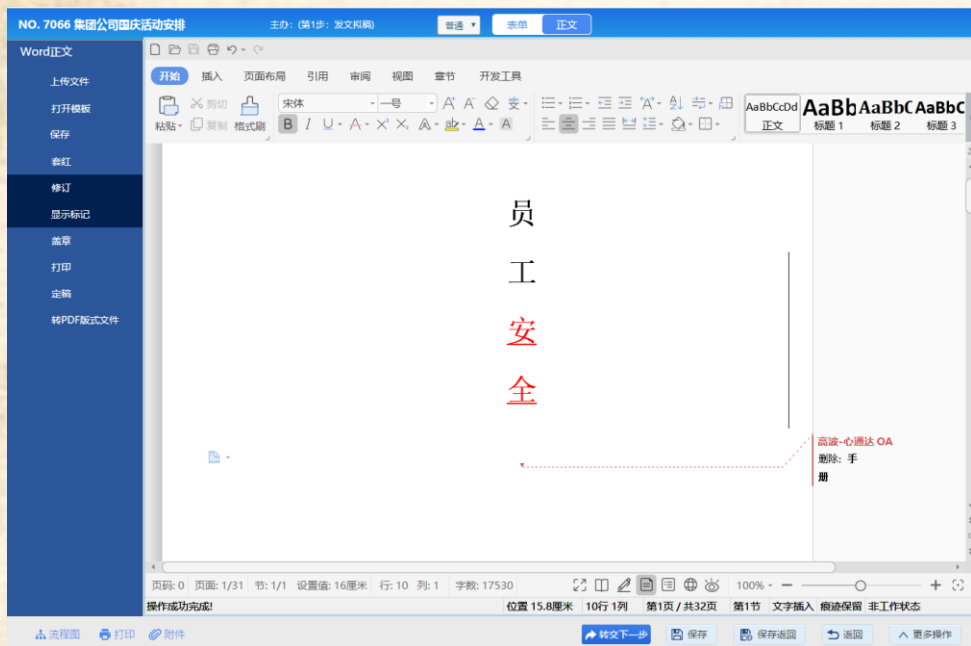 NO. 7066 集团公司国庆活动安排 主办: (第1步: 发文拟稿) 普通 表单 正文
Word正文
上传文件
打开模板
保存
套红
修订
显示标记
盖章
打印
定稿
转PDF版式文件
开始 插入 页面布局 引用 审阅 视图 章节 开发工具
粘贴 剪切 复制 格式刷 宋体 一号
B I U A X² X₂ A ab A A
AaBbCcDd AaBb AaBbC AaBbC
正文 标题 1 标题 2 标题 3
员
工
安
全
高波-心通达 OA
删除: 手
册
页码: 0 页面: 1/31 节: 1/1 设置值: 16厘米 行: 10 列: 1 字数: 17530 100%
操作成功完成! 位置 15.8厘米 10行 1列 第1页 / 共32页 第1节 文字插入 痕迹保留 非工作状态
流程图 打印 附件 转交下一步 保存 保存返回 返回 更多操作